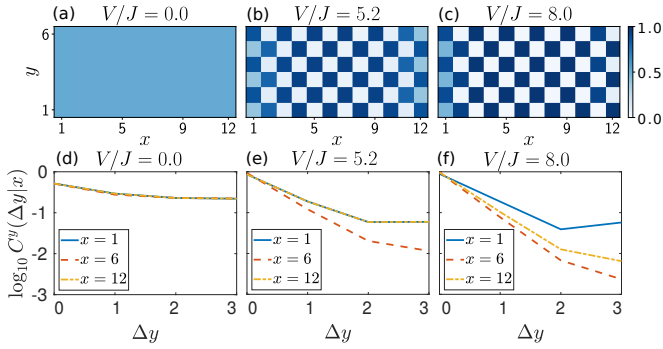 (a) V/J = 0.0 (b) V/J = 5.2 (c) V/J = 8.0
6 1.0
y 0.5
1 0.0
1 5 9 12 1 5 9 12 1 5 9 12
x x x
(d) V/J = 0.0 (e) V/J = 5.2 (f) V/J = 8.0
log₁₀ Cʸ(Δy|x)
0
-1
-2
-3
x = 1 x = 1 x = 1
x = 6 x = 6 x = 6
x = 12 x = 12 x = 12
0 1 2 3 0 1 2 3 0 1 2 3
Δy Δy Δy